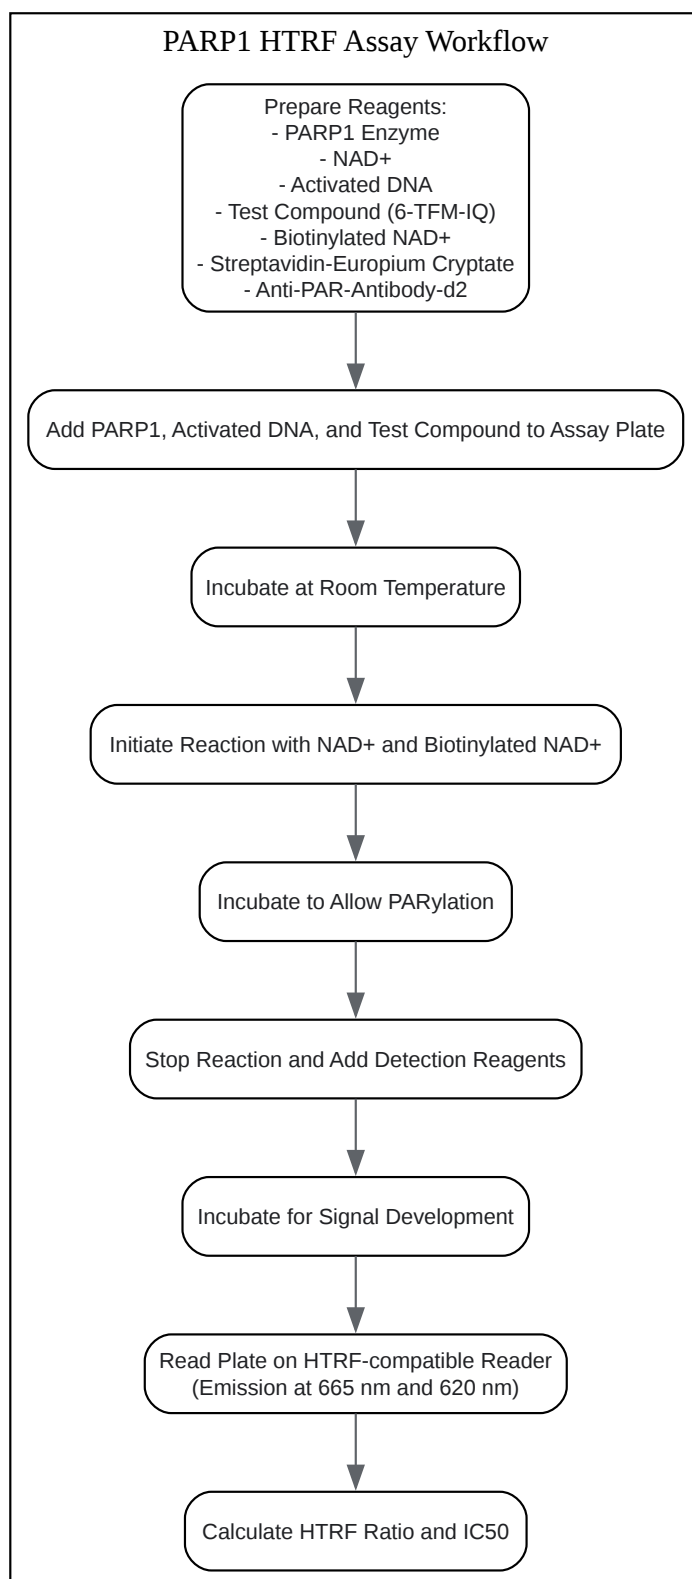 PARP1 HTRF Assay Workflow
Prepare Reagents:
- PARP1 Enzyme
- NAD+
- Activated DNA
- Test Compound (6-TFM-IQ)
- Biotinylated NAD+
- Streptavidin-Europium Cryptate
- Anti-PAR-Antibody-d2
Add PARP1, Activated DNA, and Test Compound to Assay Plate
Incubate at Room Temperature
Initiate Reaction with NAD+ and Biotinylated NAD+
Incubate to Allow PARylation
Stop Reaction and Add Detection Reagents
Incubate for Signal Development
Read Plate on HTRF-compatible Reader
(Emission at 665 nm and 620 nm)
Calculate HTRF Ratio and IC50